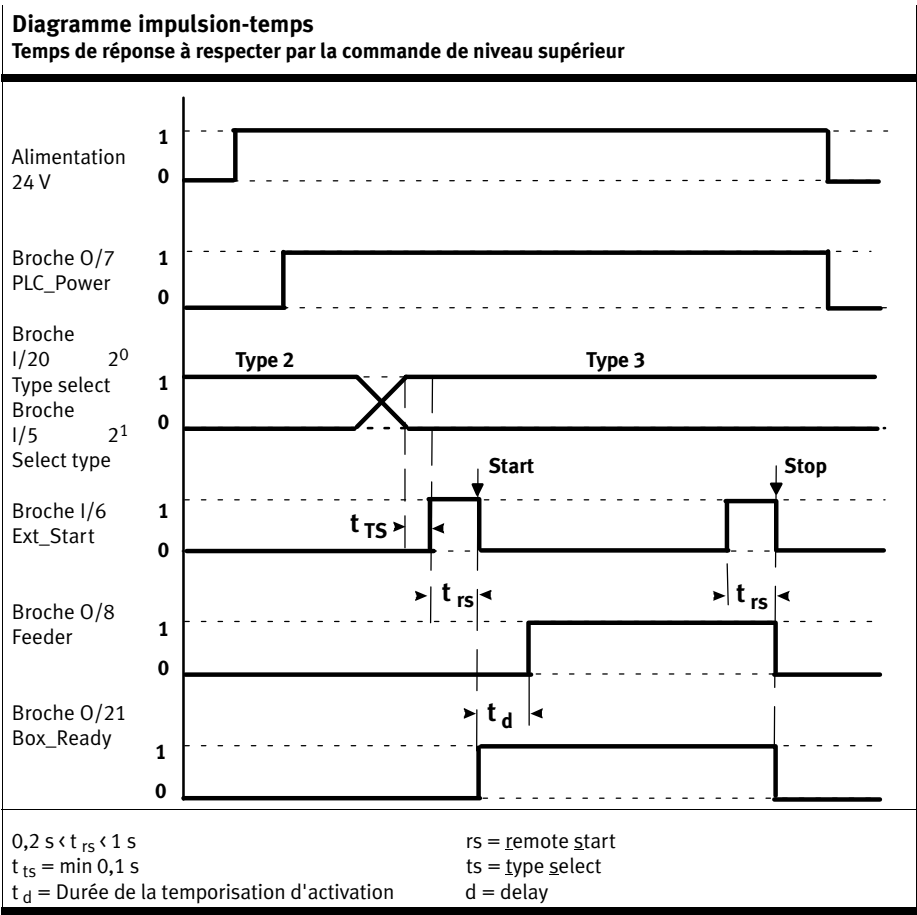 Diagramme impulsion-temps
Temps de réponse à respecter par la commande de niveau supérieur
Alimentation
24 V
1
0
Broche O/7
PLC_Power
1
0
Broche
I/20 2⁰
Type select
Broche
I/5 2¹
Select type
1
0
Type 2
Type 3
Start
Stop
Broche I/6
Ext_Start
1
0
t TS
t rs
t rs
Broche O/8
Feeder
1
0
t d
Broche O/21
Box_Ready
1
0
0,2 s ‹ t rs ‹ 1 s
rs = remote start
t ts = min 0,1 s
ts = type select
t d = Durée de la temporisation d'activation
d = delay